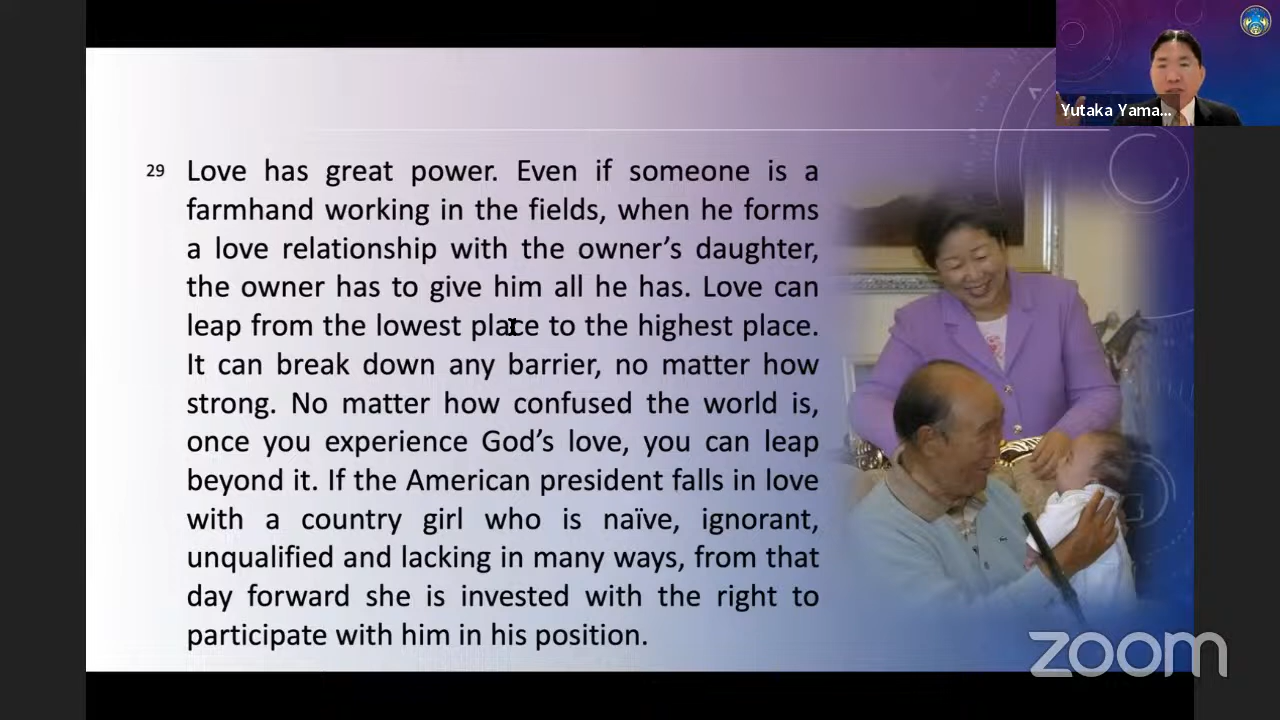 Yutaka Yama...
29 Love has great power. Even if someone is a
farmhand working in the fields, when he forms
a love relationship with the owner’s daughter,
the owner has to give him all he has. Love can
leap from the lowest place to the highest place.
It can break down any barrier, no matter how
strong. No matter how confused the world is,
once you experience God’s love, you can leap
beyond it. If the American president falls in love
with a country girl who is naïve, ignorant,
unqualified and lacking in many ways, from that
day forward she is invested with the right to
participate with him in his position.
zoom